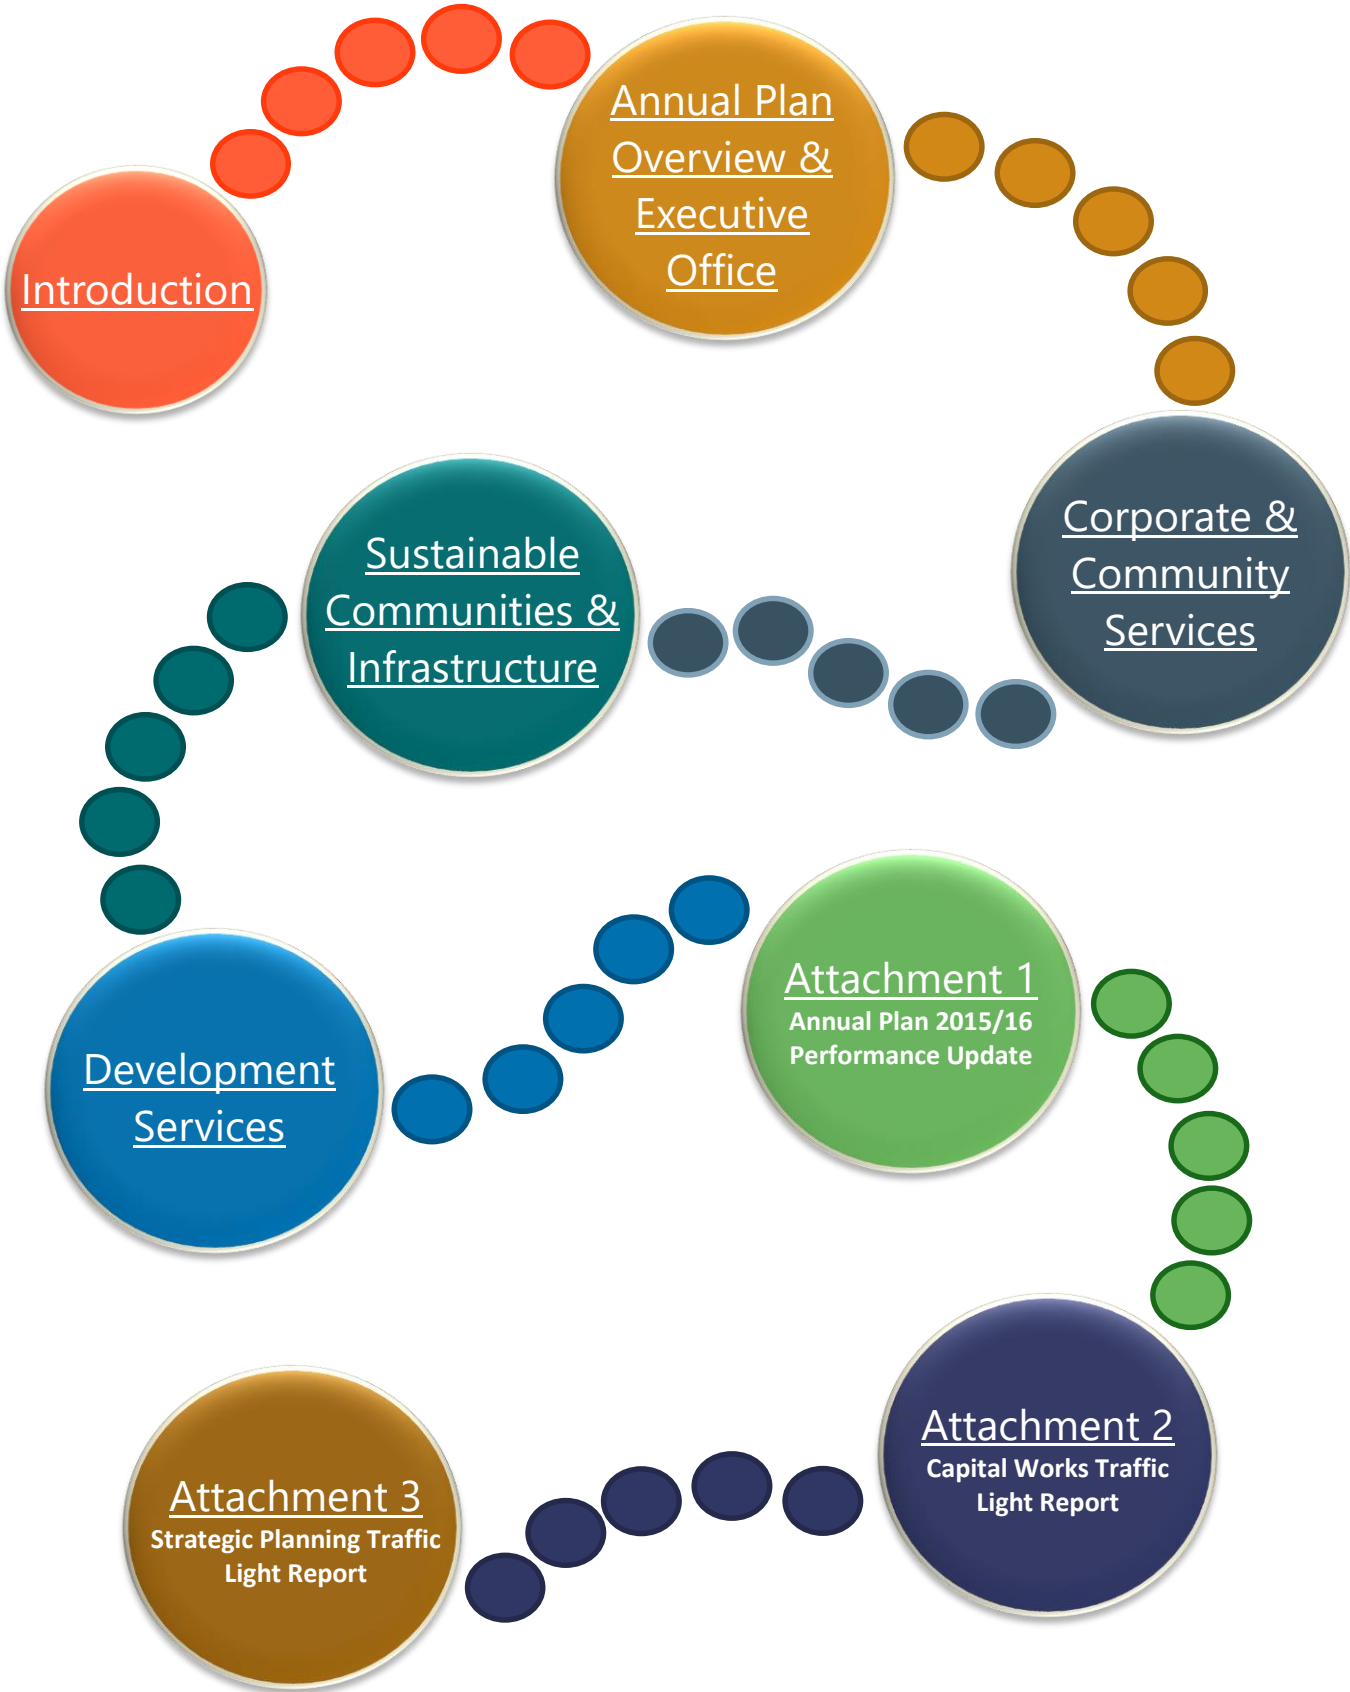 Introduction
Annual Plan
Overview &
Executive
Office
Corporate &
Community
Services
Sustainable
Communities &
Infrastructure
Development
Services
Attachment 1
Annual Plan 2015/16
Performance Update
Attachment 2
Capital Works Traffic
Light Report
Attachment 3
Strategic Planning Traffic
Light Report